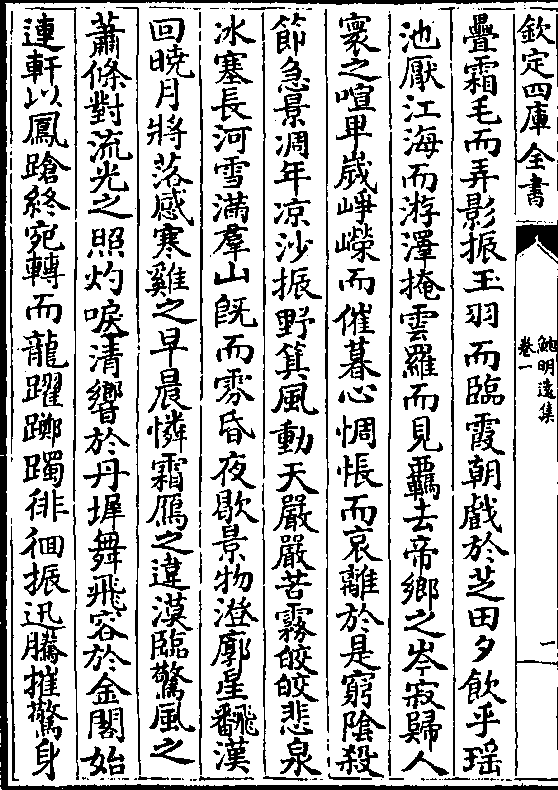 欽定四庫全書
鮑明遠集
卷一
疊霜毛而弄影振玉羽而臨霞朝戲於芝田夕飲乎瑤
池厭江海而游澤掩雲羅而見覊去帝鄉之岑寂歸人
寰之喧卑歲崢嶸而催暮心惆悵而哀離於是窮陰殺
節急景凋年凉沙振野箕風動天嚴嚴苦霧皎皎悲泉
冰塞長河雪滿羣山既而雰昏夜歇景物澄廓星飜漢
回曉月將落感寒雞之早晨憐霜鴈之違漠臨驚風之
蕭條對流光之照灼唳清響於丹墀舞飛容於金閣始
連軒以鳳蹌終宛轉而龍躍躑躅徘徊振迅騰摧驚身